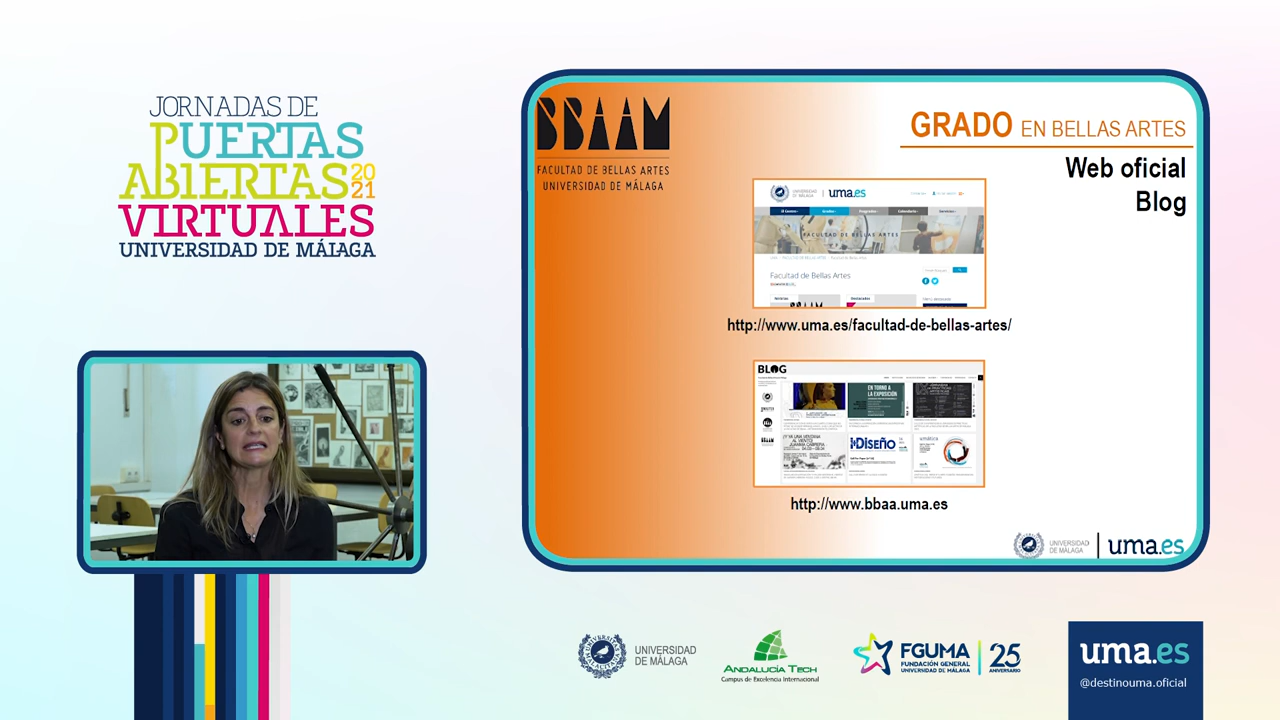 JORNADAS DE
PUERTAS
ABIERTAS 20
21
VIRTUALES
UNIVERSIDAD DE MÁLAGA
BBAAM
FACULTAD DE BELLAS ARTES
UNIVERSIDAD DE MÁLAGA
GRADO EN BELLAS ARTES
Web oficial
Blog
uma.es
FACULTAD DE BELLAS ARTES
Facultad de Bellas Artes
http://www.uma.es/facultad-de-bellas-artes/
BLOG
EN TORNO A
LA EXPOSICIÓN
DISEÑO
http://www.bbaa.uma.es
UNIVERSIDAD
DE MÁLAGA
uma.es
UNIVERSIDAD
DE MÁLAGA
ANDALUCÍA TECH
Campus de Excelencia Internacional
FGUMA
FUNDACIÓN GENERAL
UNIVERSIDAD DE MÁLAGA
25
ANIVERSARIO
uma.es
@destinouma.oficial